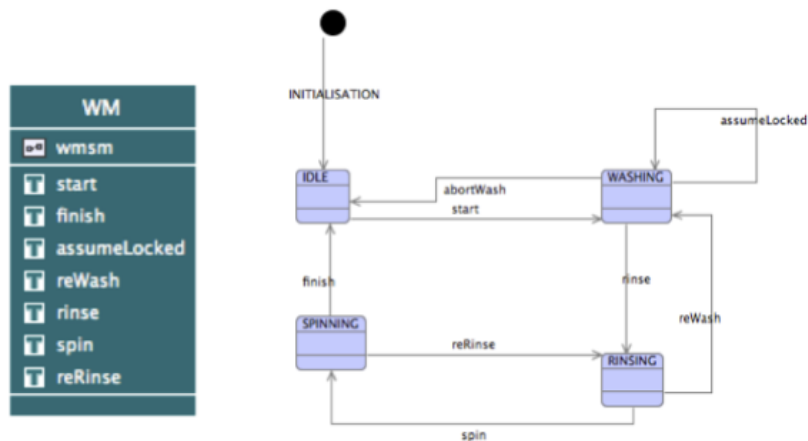 WM
wmsm
start
finish
assumeLocked
reWash
rinse
spin
reRinse
INITIALISATION
assumeLocked
IDLE
WASHING
abortWash
start
finish
rinse
reWash
SPINNING
reRinse
RINSING
spin